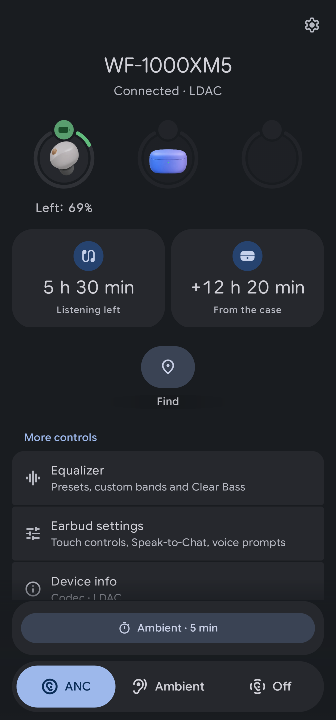 WF-1000XM5
Connected · LDAC
Left: 69%
5 h 30 min
Listening left
+12 h 20 min
From the case
Find
More controls
Equalizer
Presets, custom bands and Clear Bass
Earbud settings
Touch controls, Speak-to-Chat, voice prompts
Device info
Codec · LDAC
Ambient · 5 min
ANC
Ambient
Off